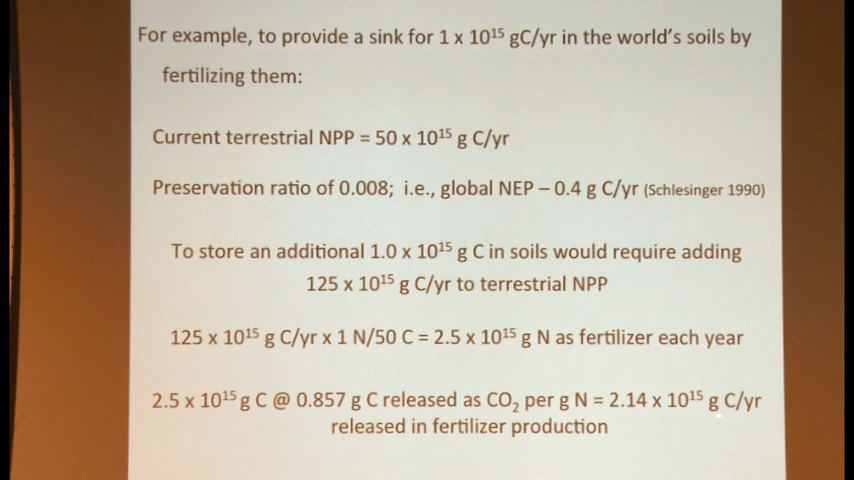 For example, to provide a sink for 1 x 10¹⁵ gC/yr in the world's soils by
fertilizing them:
Current terrestrial NPP = 50 x 10¹⁵ g C/yr
Preservation ratio of 0.008; i.e., global NEP – 0.4 g C/yr (Schlesinger 1990)
To store an additional 1.0 x 10¹⁵ g C in soils would require adding
125 x 10¹⁵ g C/yr to terrestrial NPP
125 x 10¹⁵ g C/yr x 1 N/50 C = 2.5 x 10¹⁵ g N as fertilizer each year
2.5 x 10¹⁵ g C @ 0.857 g C released as CO₂ per g N = 2.14 x 10¹⁵ g C/yr
released in fertilizer production